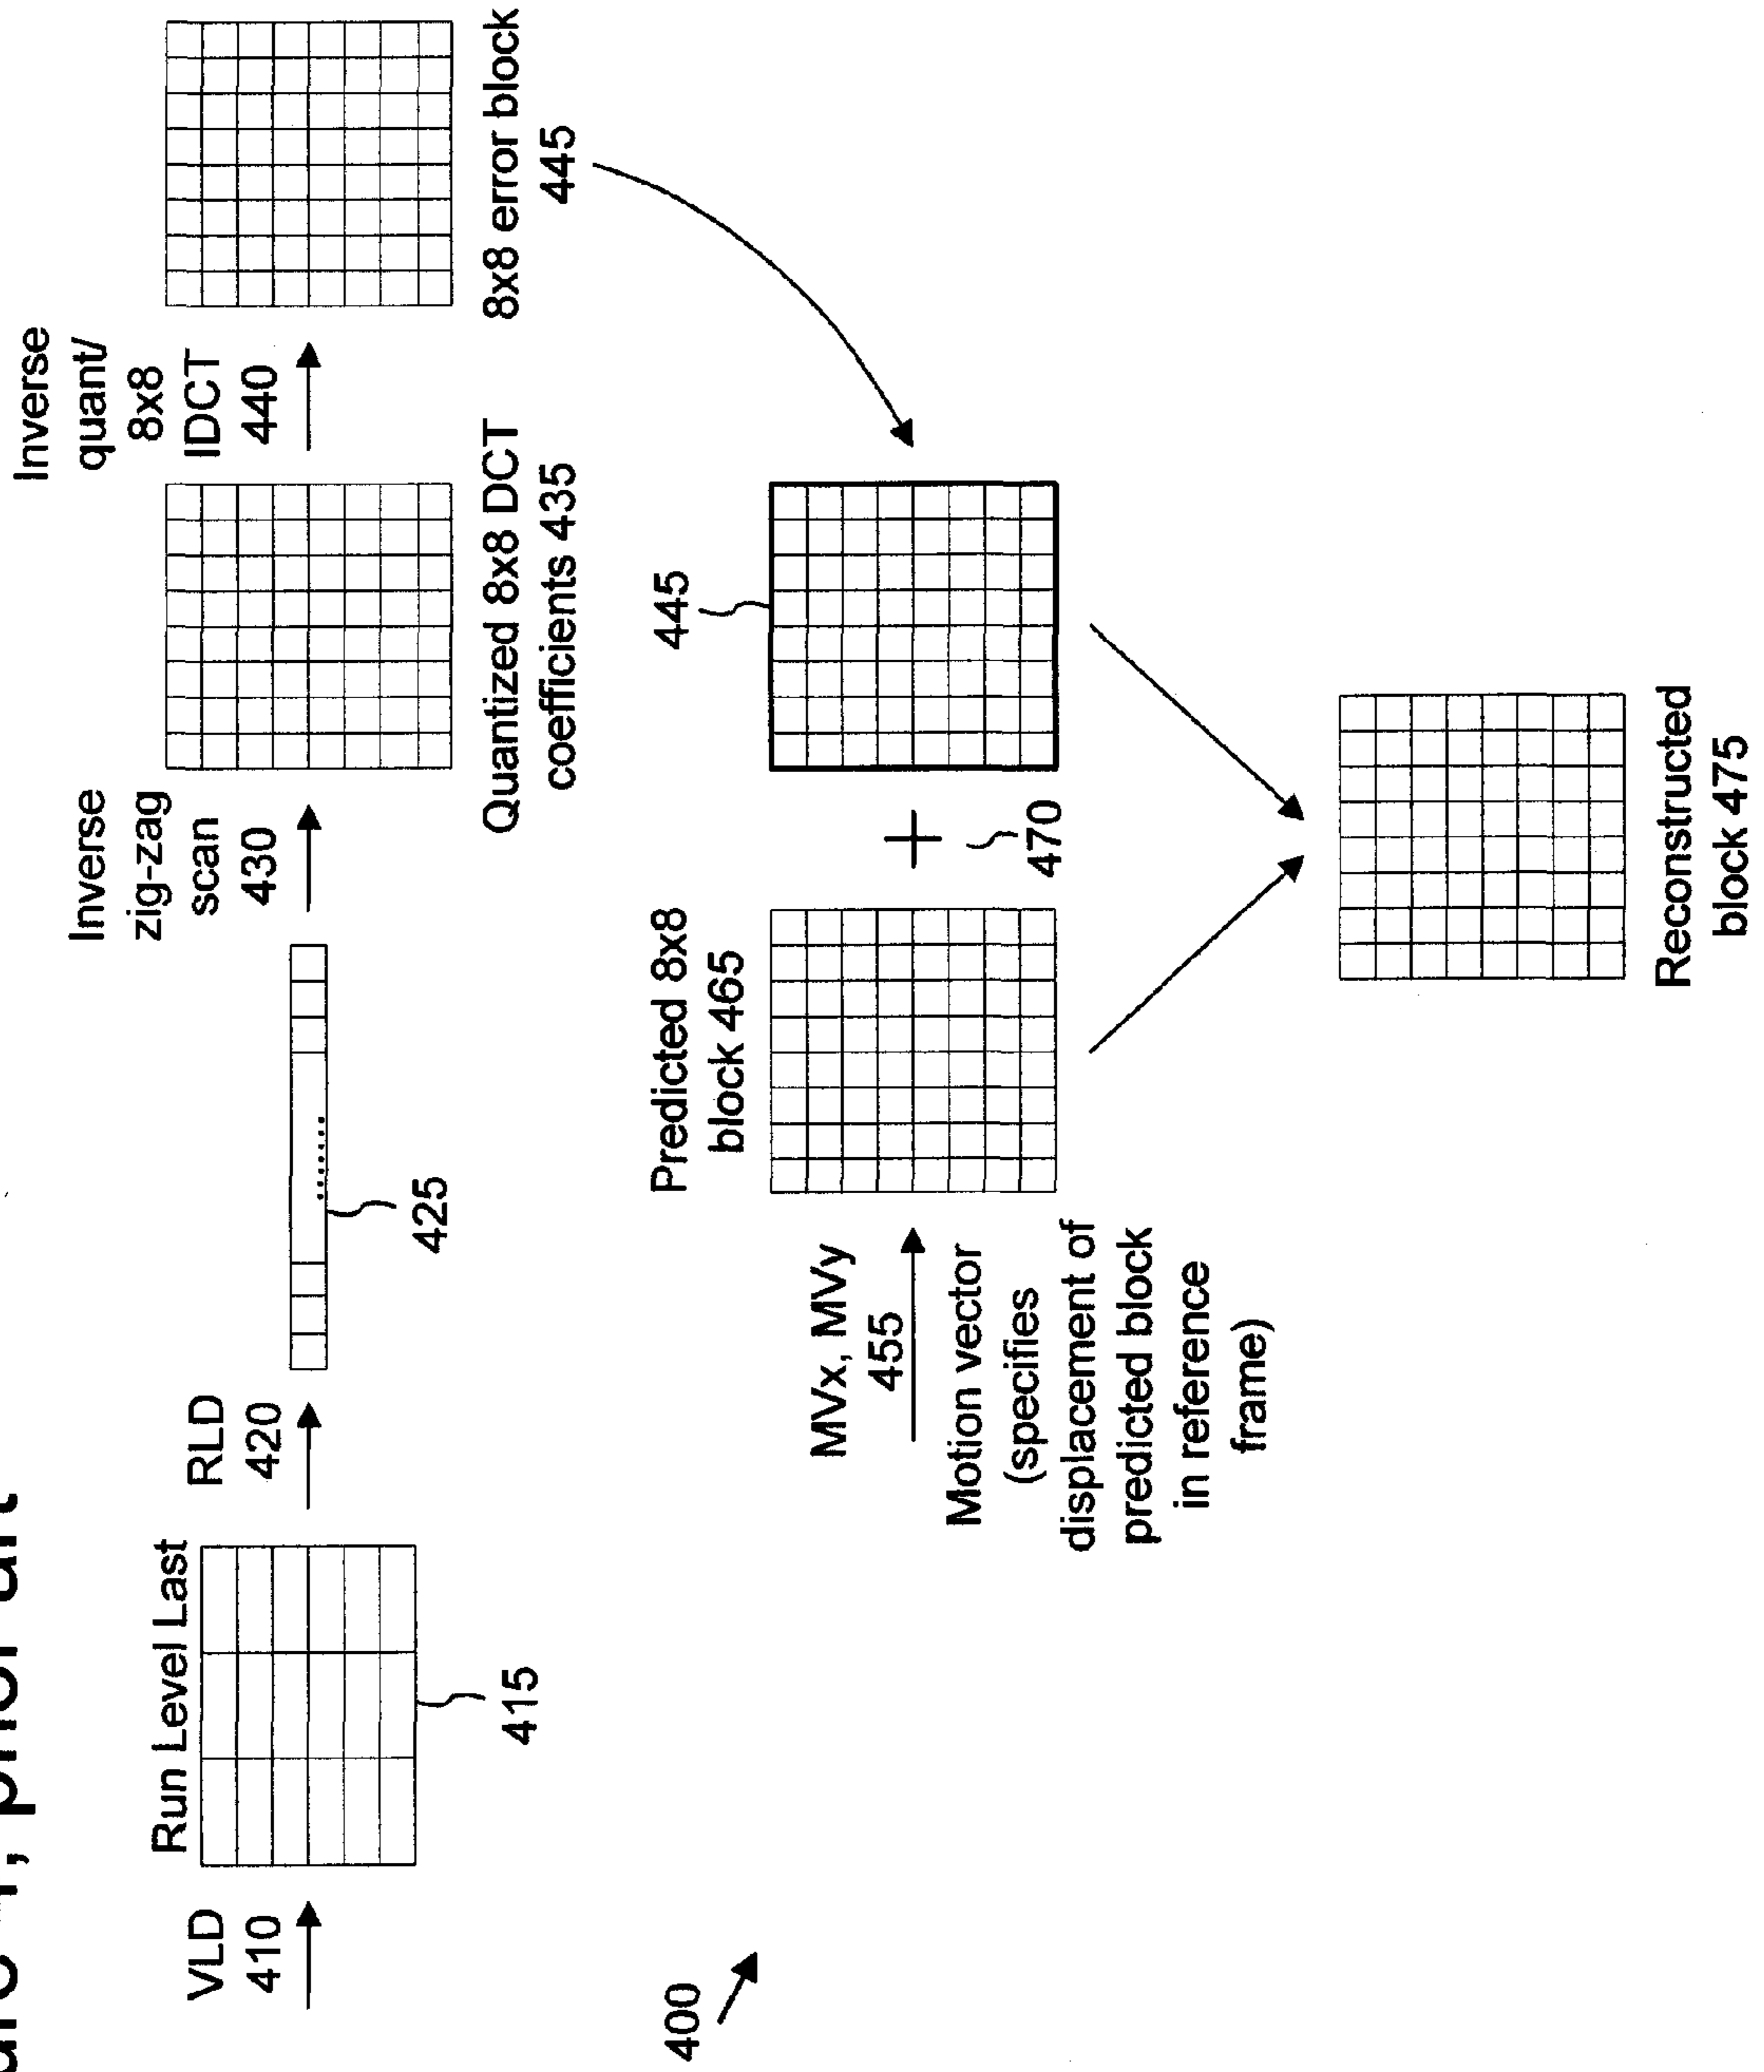 prior art
VLD
410
Run Level Last
415
RLD
420
425
Inverse
zig-zag
scan
430
Quantized 8x8 DCT
coefficients 435
Inverse
quant/
8x8
IDCT
440
8x8 error block
445
400
MVx, MVy
455
Motion vector
(specifies
displacement of
predicted block
in reference
frame)
Predicted 8x8
block 465
+
470
445
Reconstructed
block 475